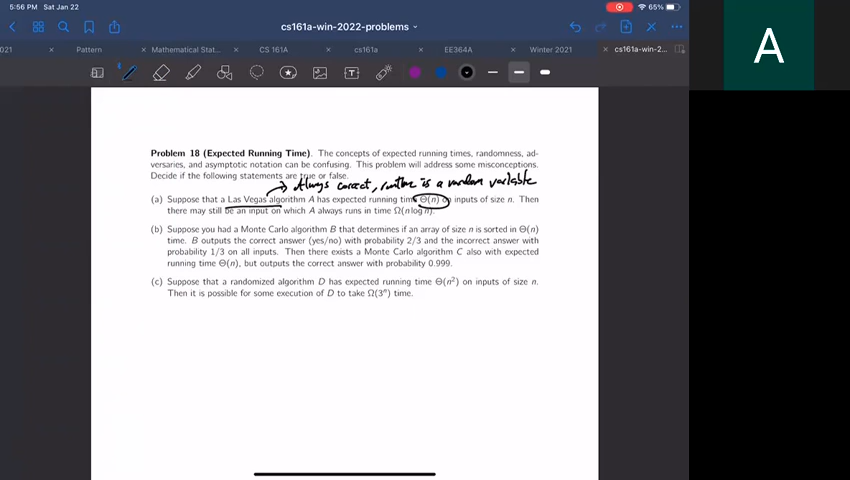 5:56 PM Sat Jan 22
65%
cs161a-win-2022-problems
021
Pattern
Mathematical Stat...
CS 161A
cs161a
EE364A
Winter 2021
cs161a-win-2...
T
A
Problem 18 (Expected Running Time). The concepts of expected running times, randomness, ad-
versaries, and asymptotic notation can be confusing. This problem will address some misconceptions.
Decide if the following statements are true or false.
Always correct, runtime is a random variable
(a) Suppose that a Las Vegas algorithm A has expected running time Θ(n) on inputs of size n. Then
there may still be an input on which A always runs in time Ω(n log n).
(b) Suppose you had a Monte Carlo algorithm B that determines if an array of size n is sorted in Θ(n)
time. B outputs the correct answer (yes/no) with probability 2/3 and the incorrect answer with
probability 1/3 on all inputs. Then there exists a Monte Carlo algorithm C also with expected
running time Θ(n), but outputs the correct answer with probability 0.999.
(c) Suppose that a randomized algorithm D has expected running time Θ(n²) on inputs of size n.
Then it is possible for some execution of D to take Ω(3ⁿ) time.